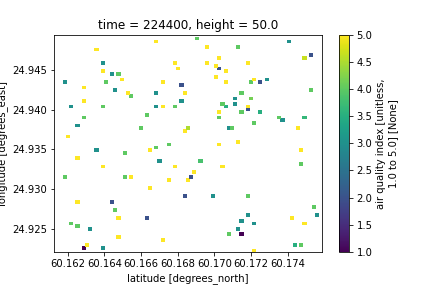 time = 224400, height = 50.0
longitude [degrees_east]
24.945
24.940
24.935
24.930
24.925
60.162 60.164 60.166 60.168 60.170 60.172 60.174
latitude [degrees_north]
5.0
4.5
4.0
3.5
3.0
2.5
2.0
1.5
1.0
air quality index [unitless,
1.0 to 5.0] [None]